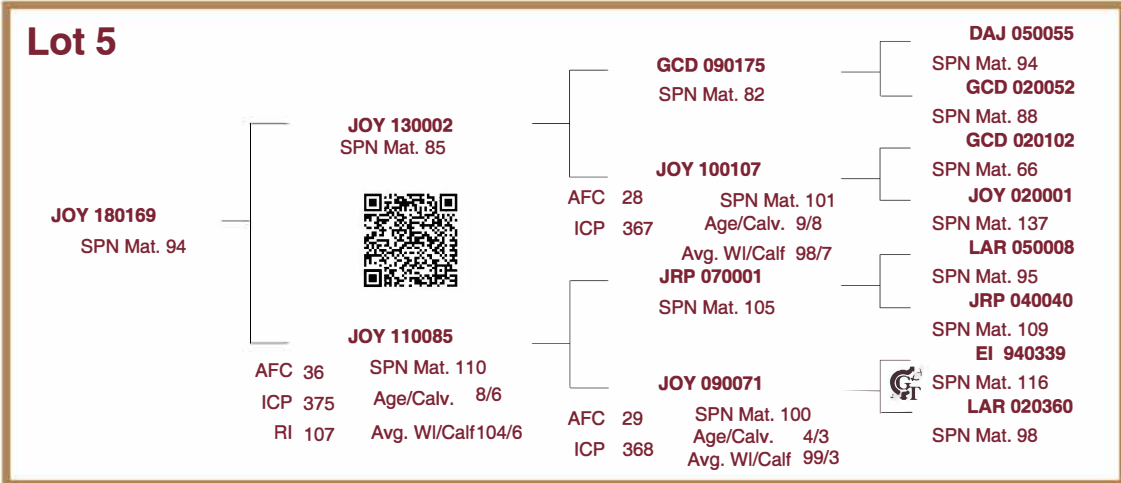 Lot 5
JOY 180169
SPN Mat. 94
JOY 130002
SPN Mat. 85
JOY 110085
AFC 36 SPN Mat. 110
ICP 375 Age/Calv. 8/6
RI 107 Avg. WI/Calf 104/6
GCD 090175
SPN Mat. 82
JOY 100107
AFC 28 SPN Mat. 101
ICP 367 Age/Calv. 9/8
Avg. WI/Calf 98/7
JRP 070001
SPN Mat. 105
JOY 090071
AFC 29 SPN Mat. 100
ICP 368 Age/Calv. 4/3
Avg. WI/Calf 99/3
DAJ 050055
SPN Mat. 94
GCD 020052
SPN Mat. 88
GCD 020102
SPN Mat. 66
JOY 020001
SPN Mat. 137
LAR 050008
SPN Mat. 95
JRP 040040
SPN Mat. 109
EI 940339
SPN Mat. 116
LAR 020360
SPN Mat. 98